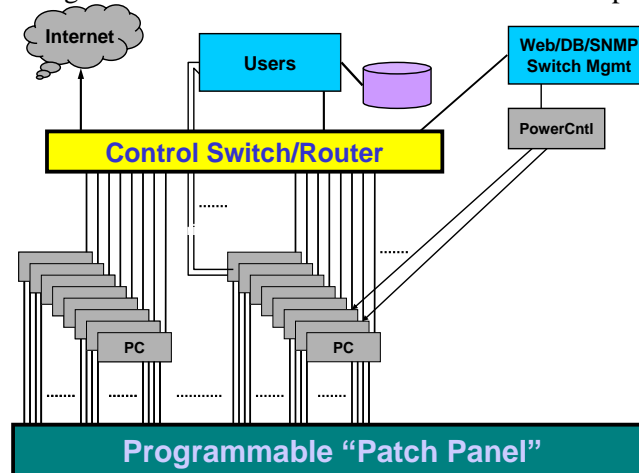 Internet
Users
Web/DB/SNMP
Switch Mgmt
PowerCntl
Control Switch/Router
PC
PC
Programmable “Patch Panel”